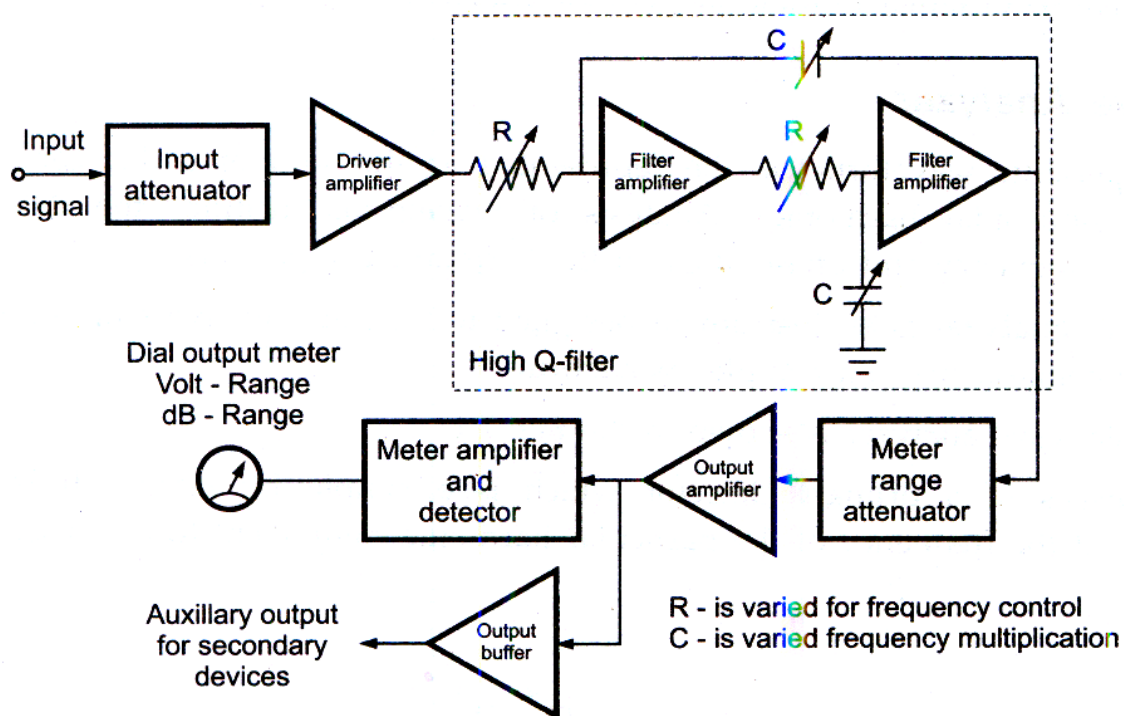 C
Input
signal
Input
attenuator
Driver
amplifier
R
Filter
amplifier
R
Filter
amplifier
C
High Q-filter
Dial output meter
Volt - Range
dB - Range
Meter amplifier
and
detector
Output
amplifier
Meter
range
attenuator
Auxillary output
for secondary
devices
Output
buffer
R - is varied for frequency control
C - is varied frequency multiplication